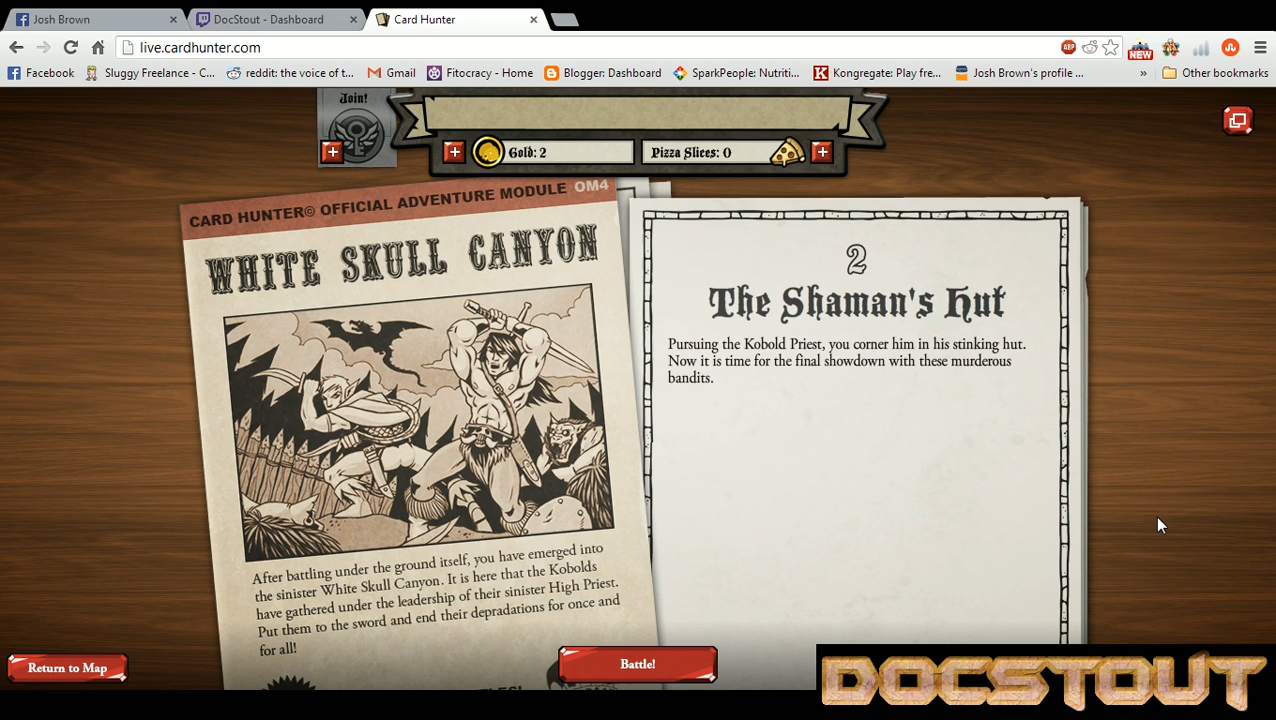 Josh Brown
DocStout - Dashboard
Card Hunter
live.cardhunter.com
ABP
NEW
Facebook
Sluggy Freelance - C...
reddit: the voice of t...
Gmail
Fitocracy - Home
Blogger: Dashboard
SparkPeople: Nutriti...
Kongregate: Play fre...
Josh Brown's profile ...
»
Other bookmarks
Join!
Gold: 2
Pizza Slices: 0
CARD HUNTER© OFFICIAL ADVENTURE MODULE OM4
WHITE SKULL CANYON
After battling under the ground itself, you have emerged into
the sinister White Skull Canyon. It is here that the Kobolds
have gathered under the leadership of their sinister High Priest.
Put them to the sword and end their depradations for once and
for all!
2
The Shaman's Hut
Pursuing the Kobold Priest, you corner him in his stinking hut.
Now it is time for the final showdown with these murderous
bandits.
Return to Map
Battle!
DOCSTOUT